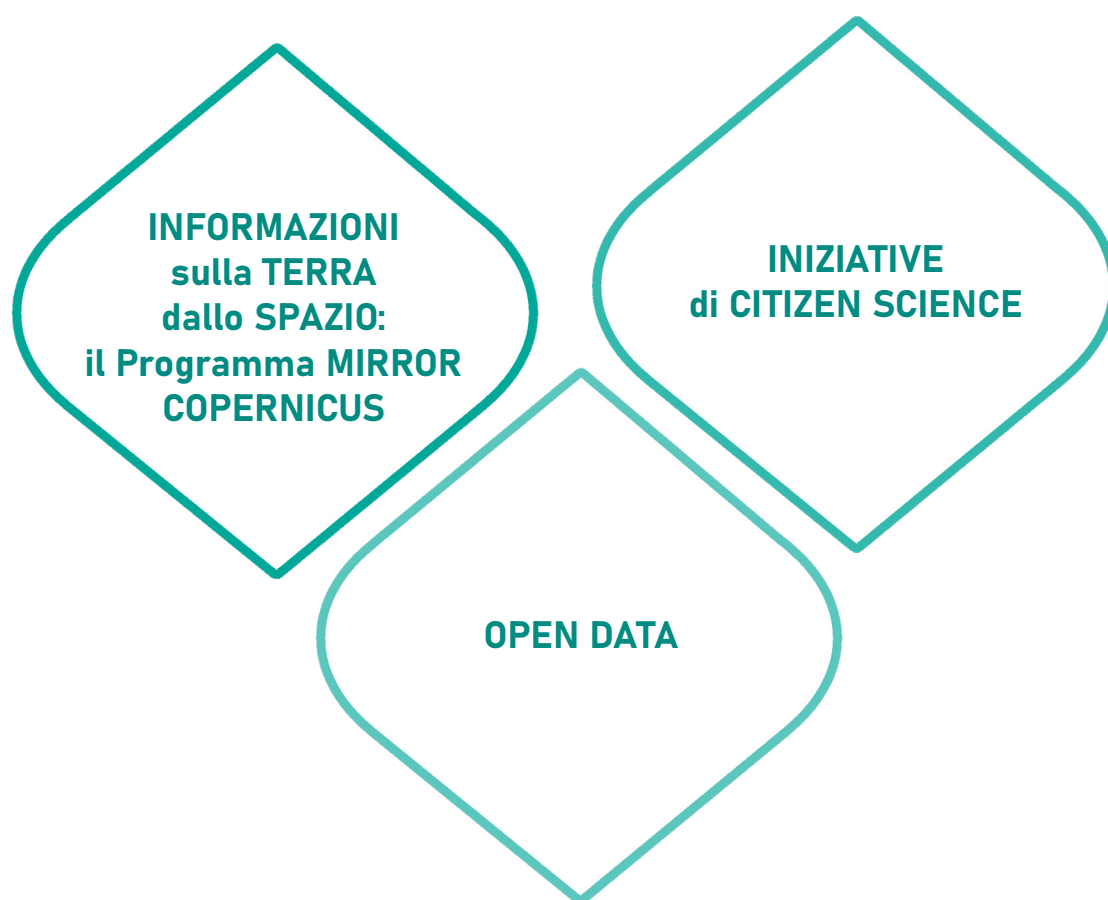 INFORMAZIONI
sulla TERRA
dallo SPAZIO:
il Programma MIRROR
COPERNICUS
INIZIATIVE
di CITIZEN SCIENCE
OPEN DATA